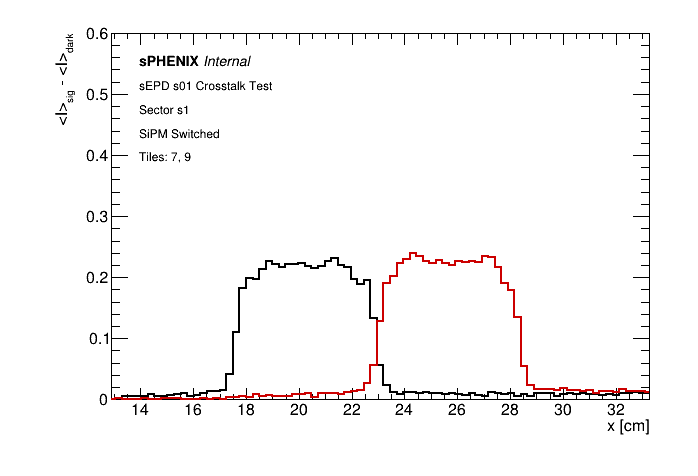 0.6
0.5
0.4
0.3
0.2
0.1
0
<I>sig - <I>dark
sPHENIX Internal
sEPD s01 Crosstalk Test
Sector s1
SiPM Switched
Tiles: 7, 9
14 16 18 20 22 24 26 28 30 32
x [cm]